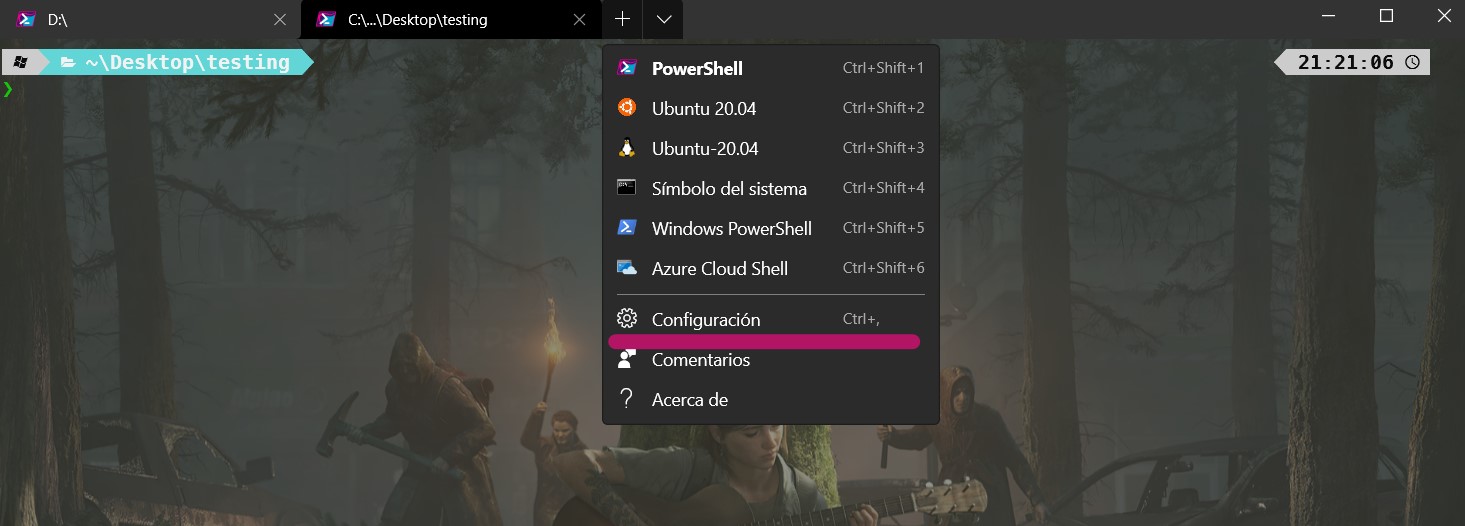 D:\
C:\...\Desktop\testing
~\Desktop\testing
21:21:06
❯
PowerShell Ctrl+Shift+1
Ubuntu 20.04 Ctrl+Shift+2
Ubuntu-20.04 Ctrl+Shift+3
Símbolo del sistema Ctrl+Shift+4
Windows PowerShell Ctrl+Shift+5
Azure Cloud Shell Ctrl+Shift+6
Configuración Ctrl+,
Comentarios
Acerca de